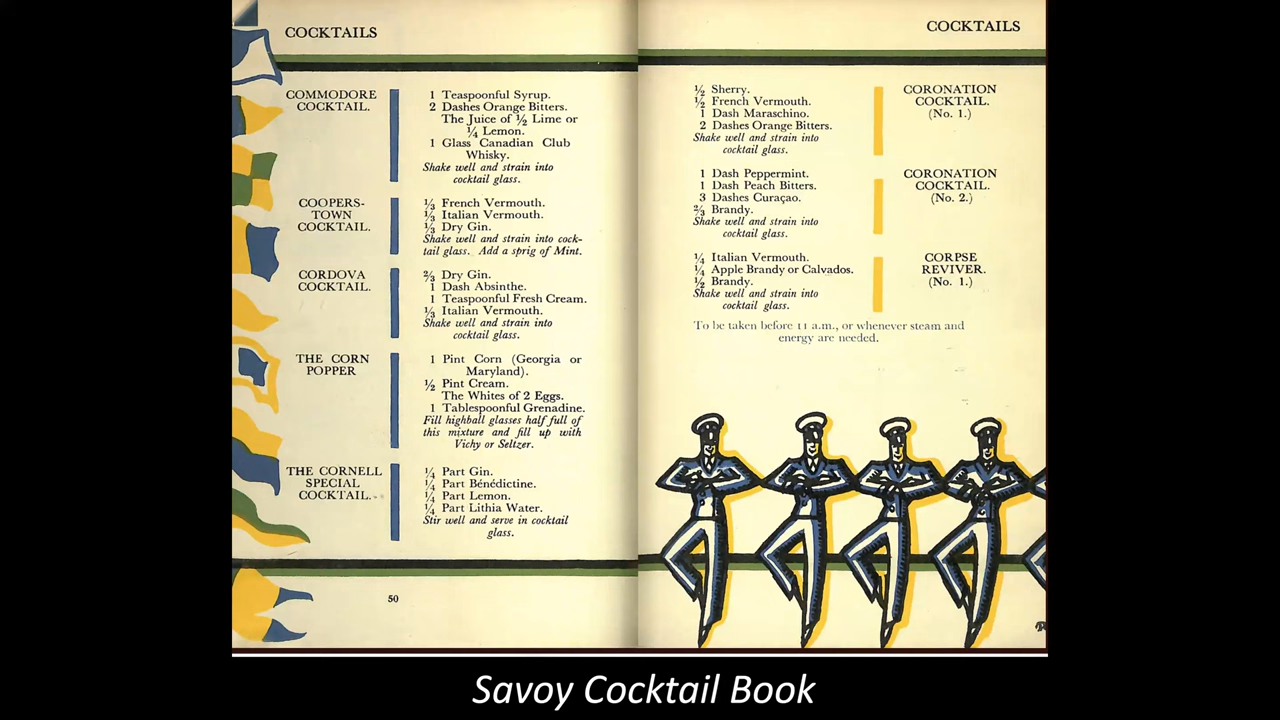 COCKTAILS
COMMODORE
COCKTAIL.
1 Teaspoonful Syrup.
2 Dashes Orange Bitters.
The Juice of ½ Lime or
¼ Lemon.
1 Glass Canadian Club
Whisky.
Shake well and strain into
cocktail glass.
COOPERS-
TOWN
COCKTAIL.
⅓ French Vermouth.
⅓ Italian Vermouth.
⅓ Dry Gin.
Shake well and strain into cock-
tail glass. Add a sprig of Mint.
CORDOVA
COCKTAIL.
⅔ Dry Gin.
1 Dash Absinthe.
1 Teaspoonful Fresh Cream.
⅓ Italian Vermouth.
Shake well and strain into
cocktail glass.
THE CORN
POPPER
1 Pint Corn (Georgia or
Maryland).
½ Pint Cream.
The Whites of 2 Eggs.
1 Tablespoonful Grenadine.
Fill highball glasses half full of
this mixture and fill up with
Vichy or Seltzer.
THE CORNELL
SPECIAL
COCKTAIL.
¼ Part Gin.
¼ Part Bénédictine.
¼ Part Lemon.
¼ Part Lithia Water.
Stir well and serve in cocktail
glass.
50
COCKTAILS
½ Sherry.
½ French Vermouth.
1 Dash Maraschino.
2 Dashes Orange Bitters.
Shake well and strain into
cocktail glass.
CORONATION
COCKTAIL.
(No. 1.)
1 Dash Peppermint.
1 Dash Peach Bitters.
3 Dashes Curaçao.
⅔ Brandy.
Shake well and strain into
cocktail glass.
CORONATION
COCKTAIL.
(No. 2.)
¼ Italian Vermouth.
¼ Apple Brandy or Calvados.
½ Brandy.
Shake well and strain into
cocktail glass.
CORPSE
REVIVER.
(No. 1.)
To be taken before 11 a.m., or whenever steam and
energy are needed.
Savoy Cocktail Book